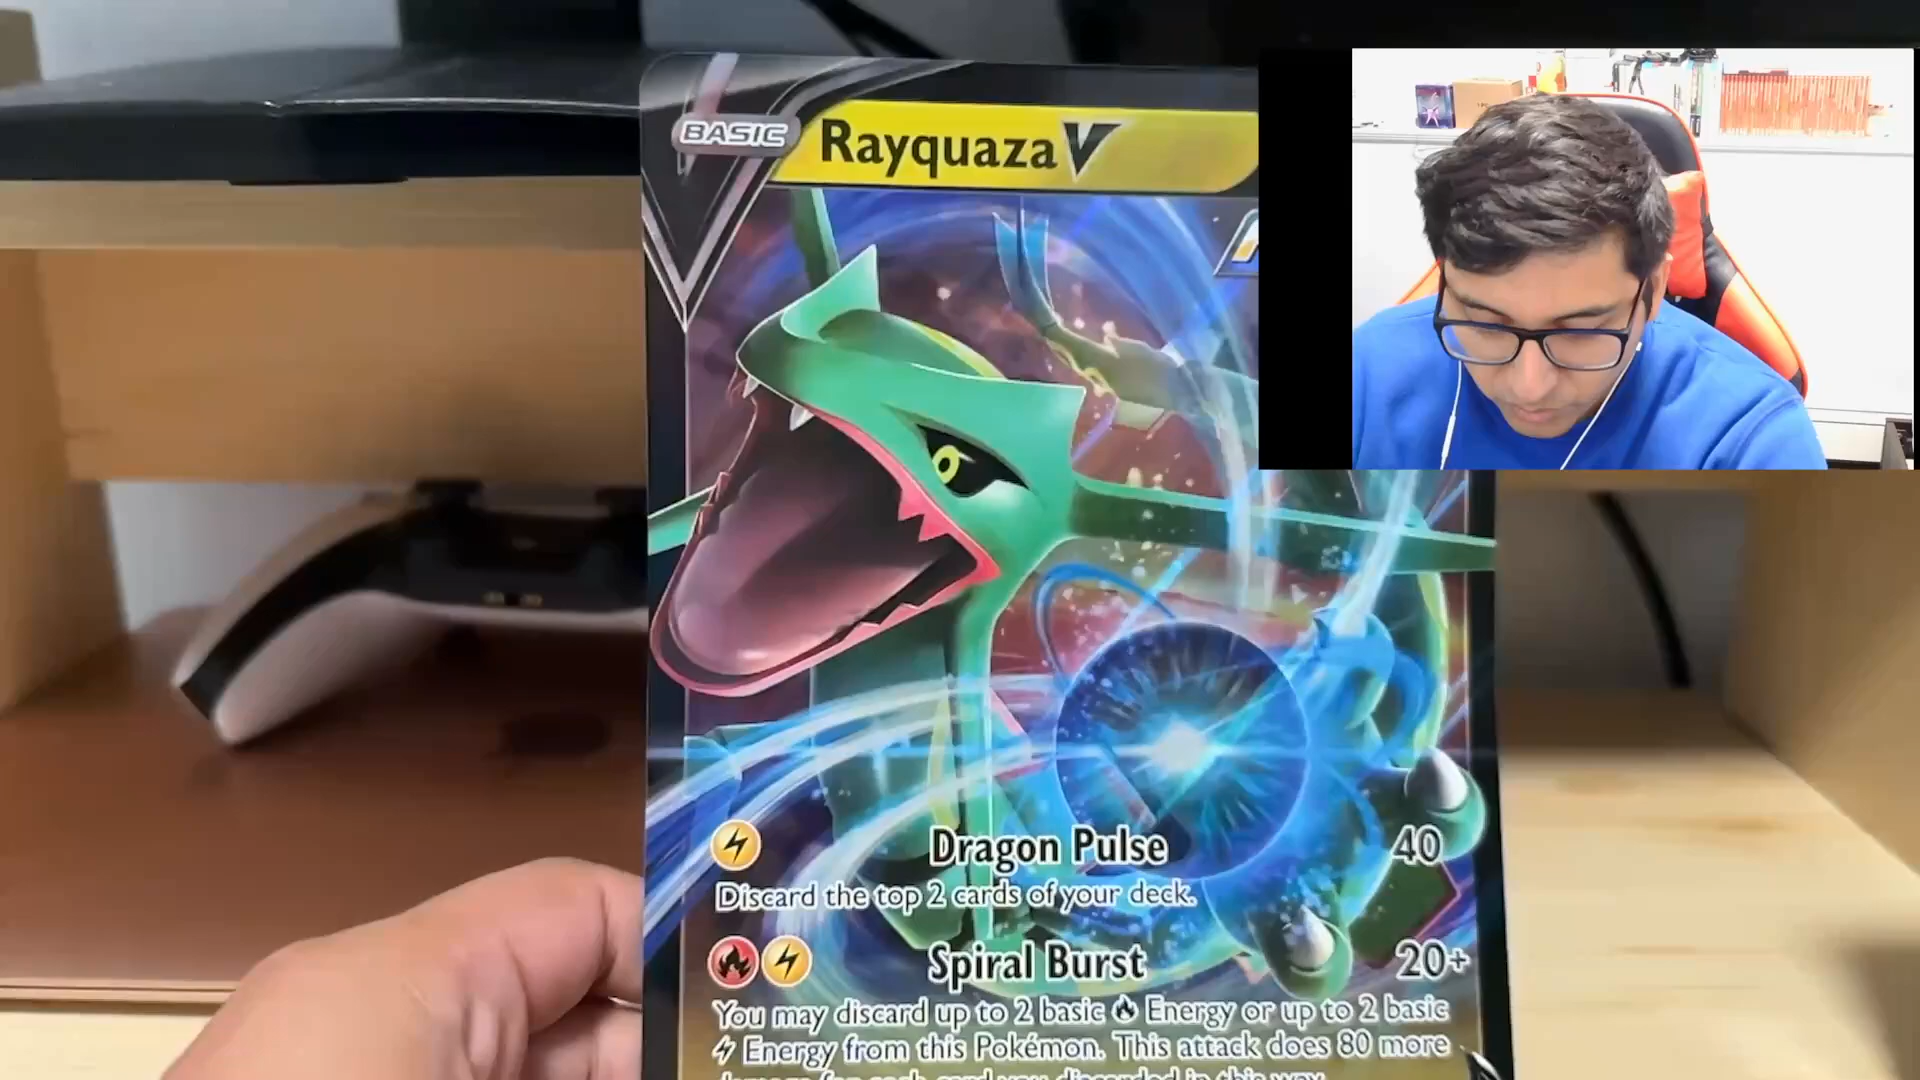 BASIC
Rayquaza V
Dragon Pulse 40
Discard the top 2 cards of your deck.
Spiral Burst 20+
You may discard up to 2 basic Energy or up to 2 basic
Energy from this Pokémon. This attack does 80 more